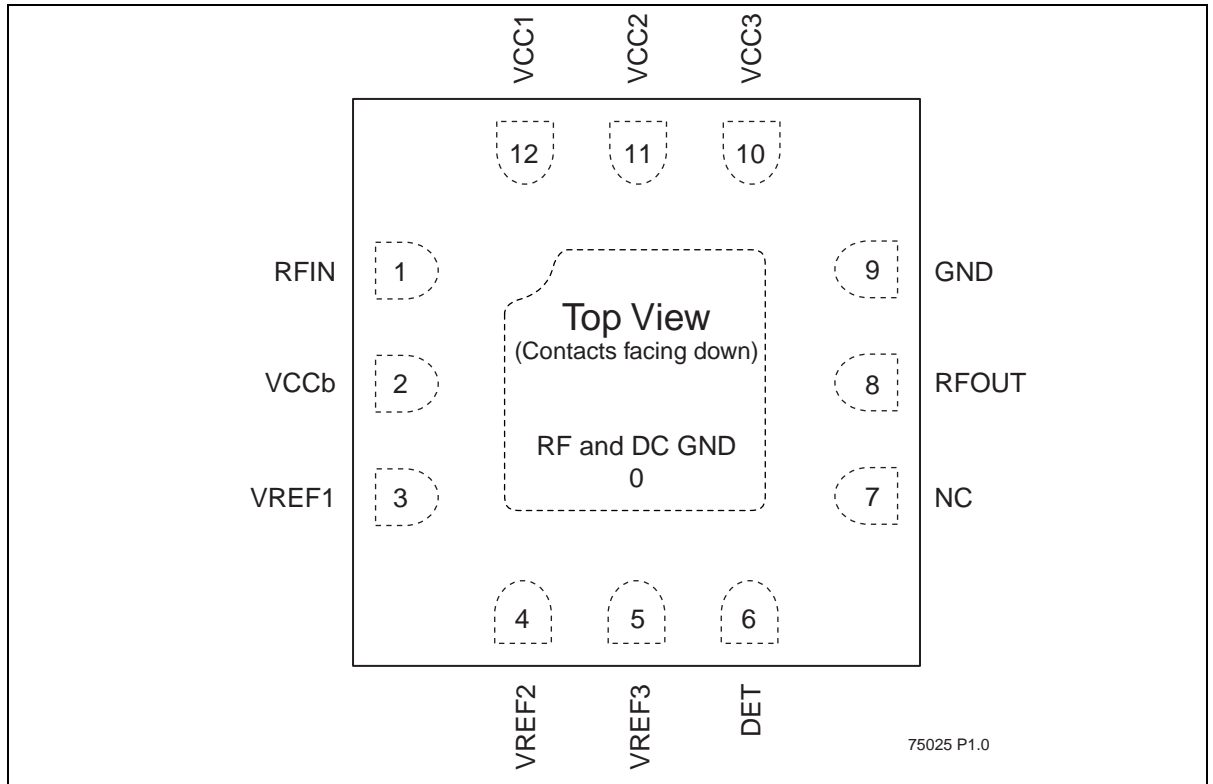 VCC1
VCC2
VCC3
12
11
10
RFIN
1
9
GND
Top View
(Contacts facing down)
VCCb
2
8
RFOUT
RF and DC GND
0
VREF1
3
7
NC
4
5
6
VREF2
VREF3
DET
75025 P1.0